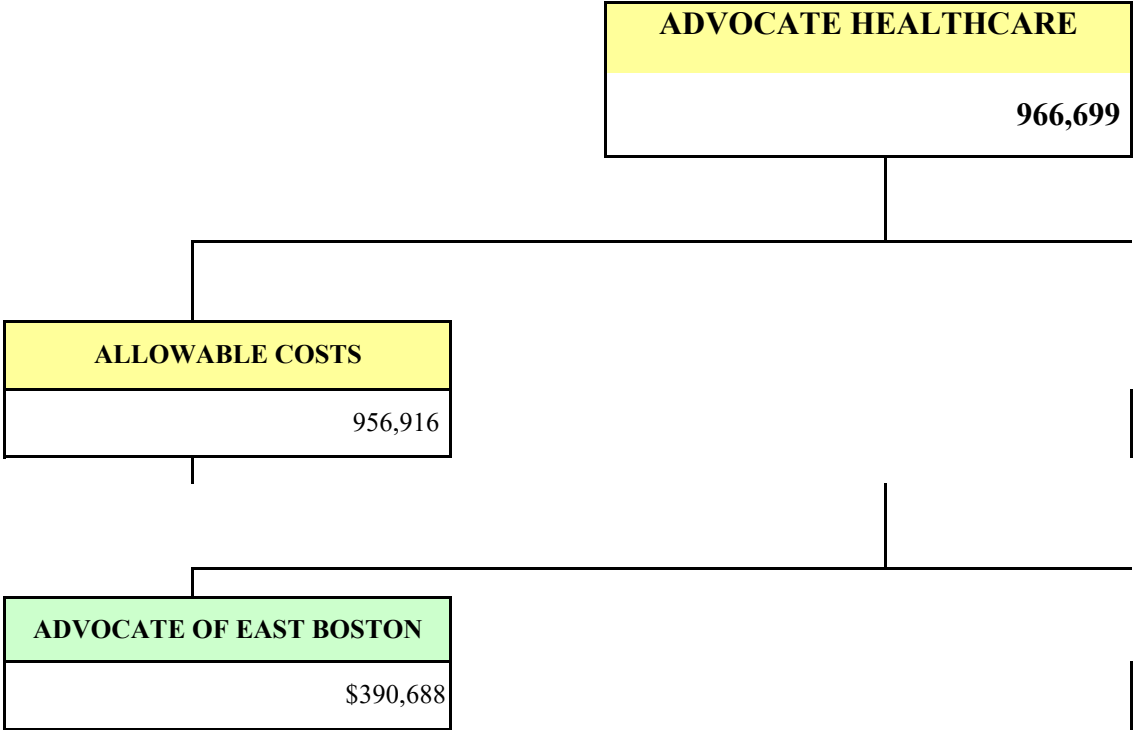 ADVOCATE HEALTHCARE
966,699
ALLOWABLE COSTS
956,916
ADVOCATE OF EAST BOSTON
$390,688